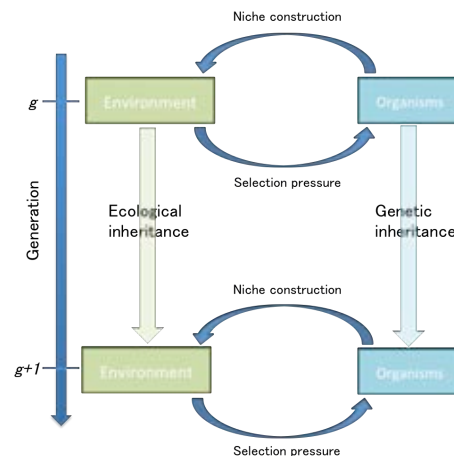 Niche construction
g
Environment
Organisms
Selection pressure
Generation
Ecological
inheritance
Genetic
inheritance
Niche construction
g+1
Environment
Organisms
Selection pressure